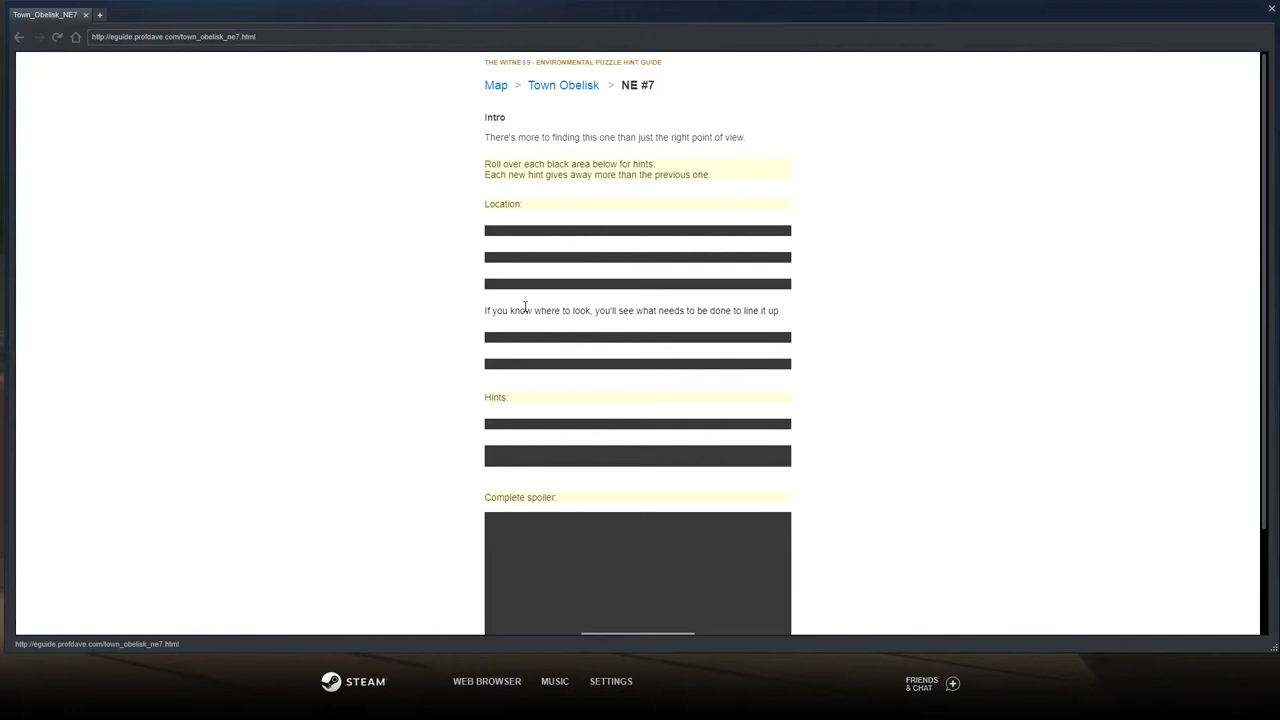 Town_Obelisk_NE7
http://eguide.profdave.com/town_obelisk_ne7.html
THE WITNESS - ENVIRONMENTAL PUZZLE HINT GUIDE
Map > Town Obelisk > NE #7
Intro
There's more to finding this one than just the right point of view.
Roll over each black area below for hints.
Each new hint gives away more than the previous one.
Location:
If you know where to look, you'll see what needs to be done to line it up.
Hints:
Complete spoiler:
http://eguide.profdave.com/town_obelisk_ne7.html
STEAM
WEB BROWSER
MUSIC
SETTINGS
FRIENDS
& CHAT